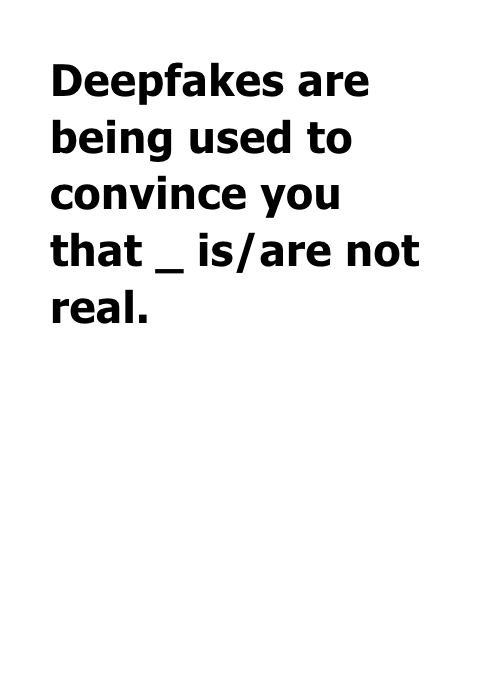 Deepfakes are
being used to
convince you
that _ is/are not
real.